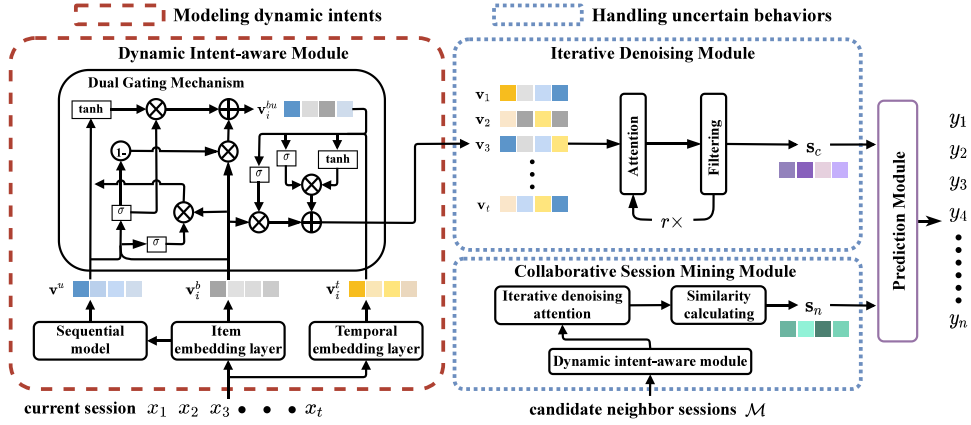 Modeling dynamic intents
Handling uncertain behaviors
Dynamic Intent-aware Module
Dual Gating Mechanism
tanh
v_i^{bu}
1-
σ
σ
σ
σ
tanh
v^u
v_i^b
v_i^t
Sequential
model
Item
embedding layer
Temporal
embedding layer
current session x_1 x_2 x_3 • • • x_t
Iterative Denoising Module
v_1
v_2
v_3
v_t
Attention
Filtering
r×
s_c
Collaborative Session Mining Module
Iterative denoising
attention
Similarity
calculating
s_n
Dynamic intent-aware module
candidate neighbor sessions ℳ
Prediction Module
y_1
y_2
y_3
y_4
y_n